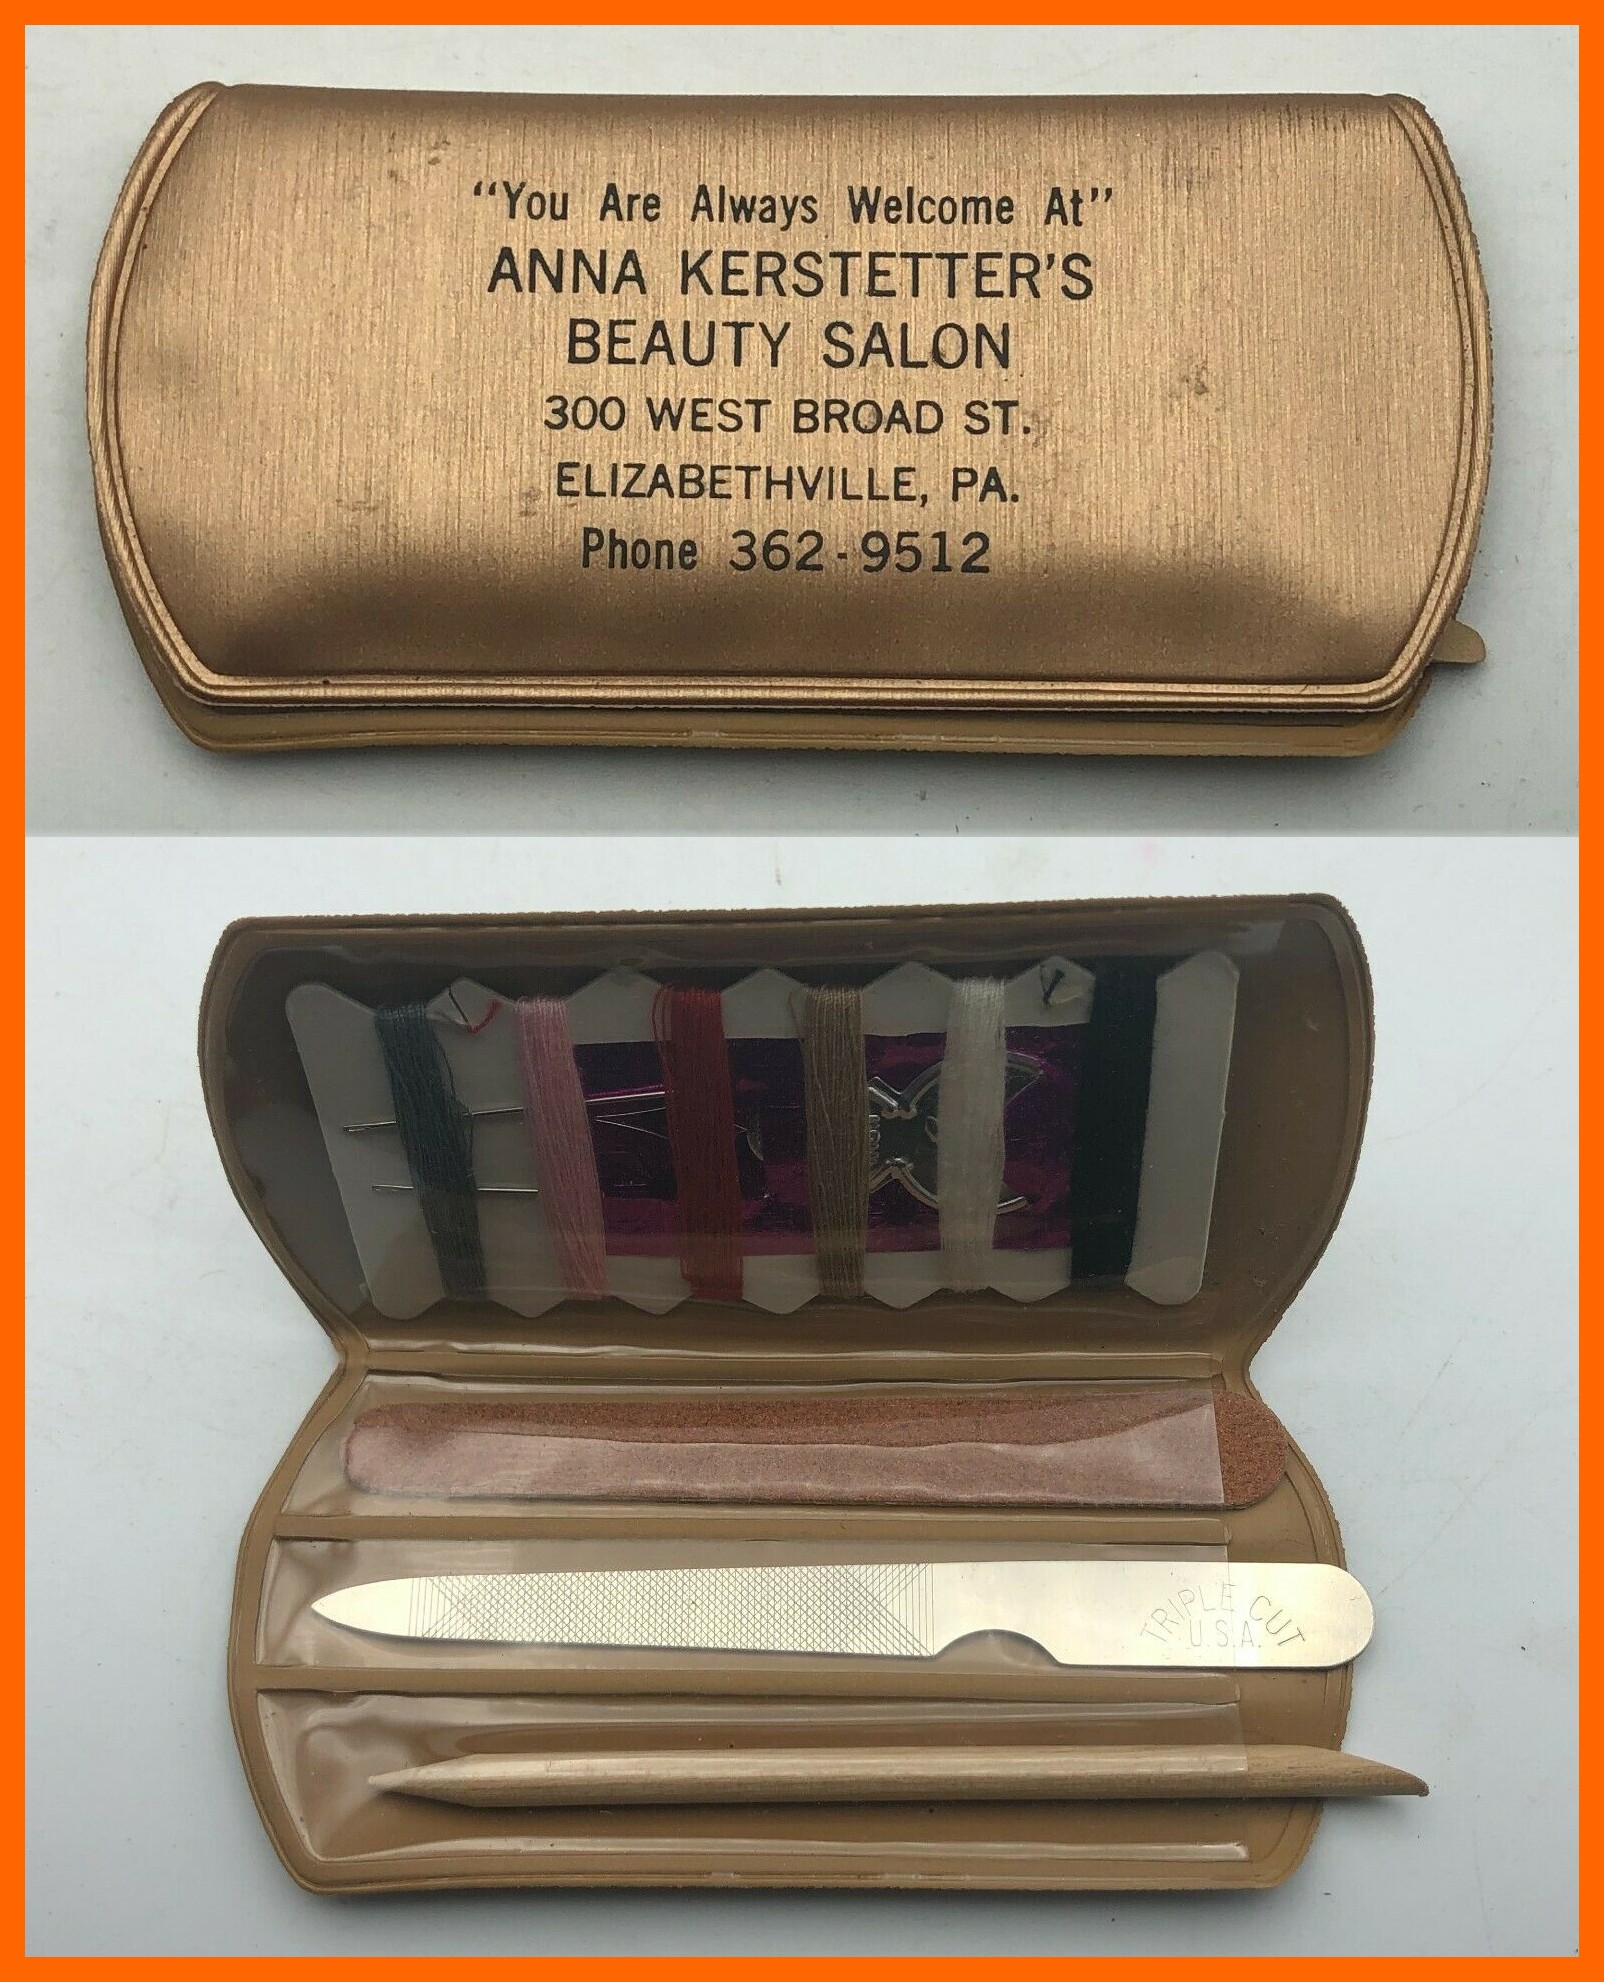 “You Are Always Welcome At”
ANNA KERSTETTER'S
BEAUTY SALON
300 WEST BROAD ST.
ELIZABETHVILLE, PA.
Phone 362-9512
TRIPLE CUT
U.S.A.